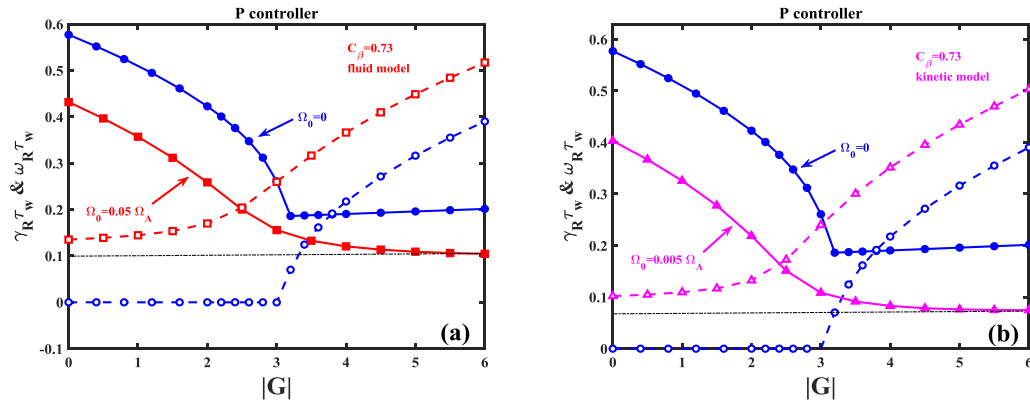 P controller
0.6
0.5
0.4
0.3
0.2
0.1
0
-0.1
γ_R τ_w & ω_R τ_w
C_β=0.73
fluid model
Ω_0=0
Ω_0=0.05 Ω_A
(a)
0 1 2 3 4 5 6
|G|
P controller
0.6
0.5
0.4
0.3
0.2
0.1
0
γ_R τ_w & ω_R τ_w
C_β=0.73
kinetic model
Ω_0=0
Ω_0=0.005 Ω_A
(b)
0 1 2 3 4 5 6
|G|